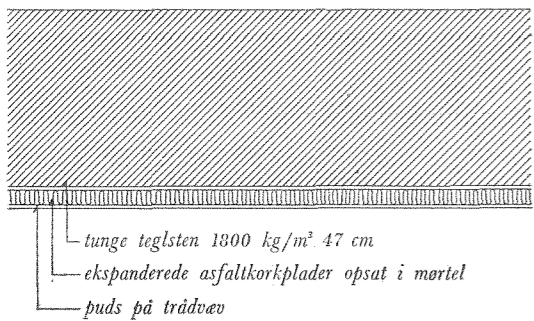 tunge teglsten 1800 kg/m³ 47 cm
ekspanderede asfaltkorkplader opsat i mørtel
puds på trådvæv